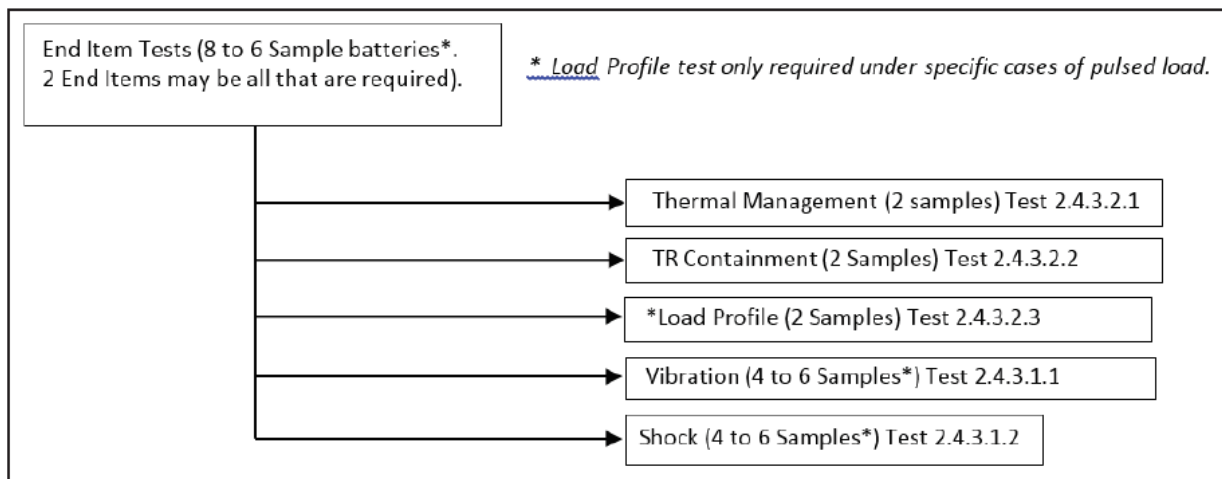 End Item Tests (8 to 6 Sample batteries*.
2 End Items may be all that are required).
* Load Profile test only required under specific cases of pulsed load.
Thermal Management (2 samples) Test 2.4.3.2.1
TR Containment (2 Samples) Test 2.4.3.2.2
*Load Profile (2 Samples) Test 2.4.3.2.3
Vibration (4 to 6 Samples*) Test 2.4.3.1.1
Shock (4 to 6 Samples*) Test 2.4.3.1.2